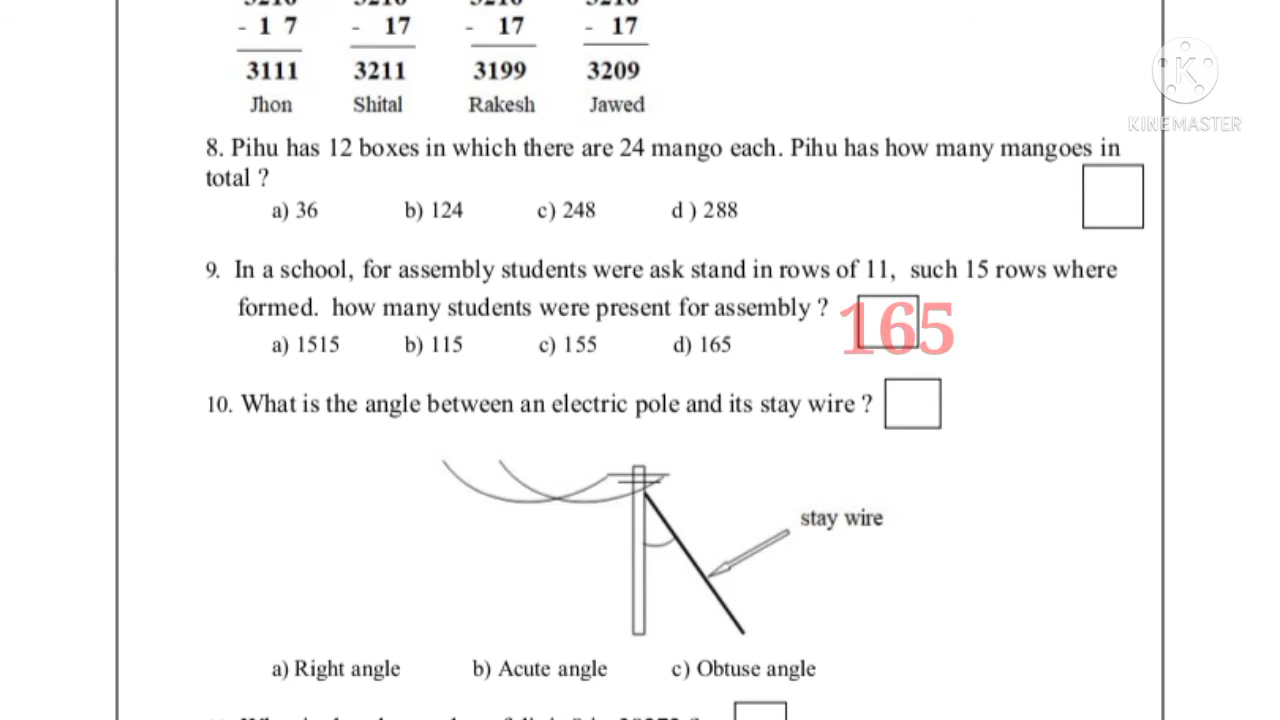 - 1 7 - 17 - 17 - 17
3111 3211 3199 3209
Jhon Shital Rakesh Jawed
K
KINEMASTER
8. Pihu has 12 boxes in which there are 24 mango each. Pihu has how many mangoes in
total ?
a) 36 b) 124 c) 248 d ) 288
9. In a school, for assembly students were ask stand in rows of 11, such 15 rows where
formed. how many students were present for assembly ? 165
a) 1515 b) 115 c) 155 d) 165
10. What is the angle between an electric pole and its stay wire ?
stay wire
a) Right angle b) Acute angle c) Obtuse angle